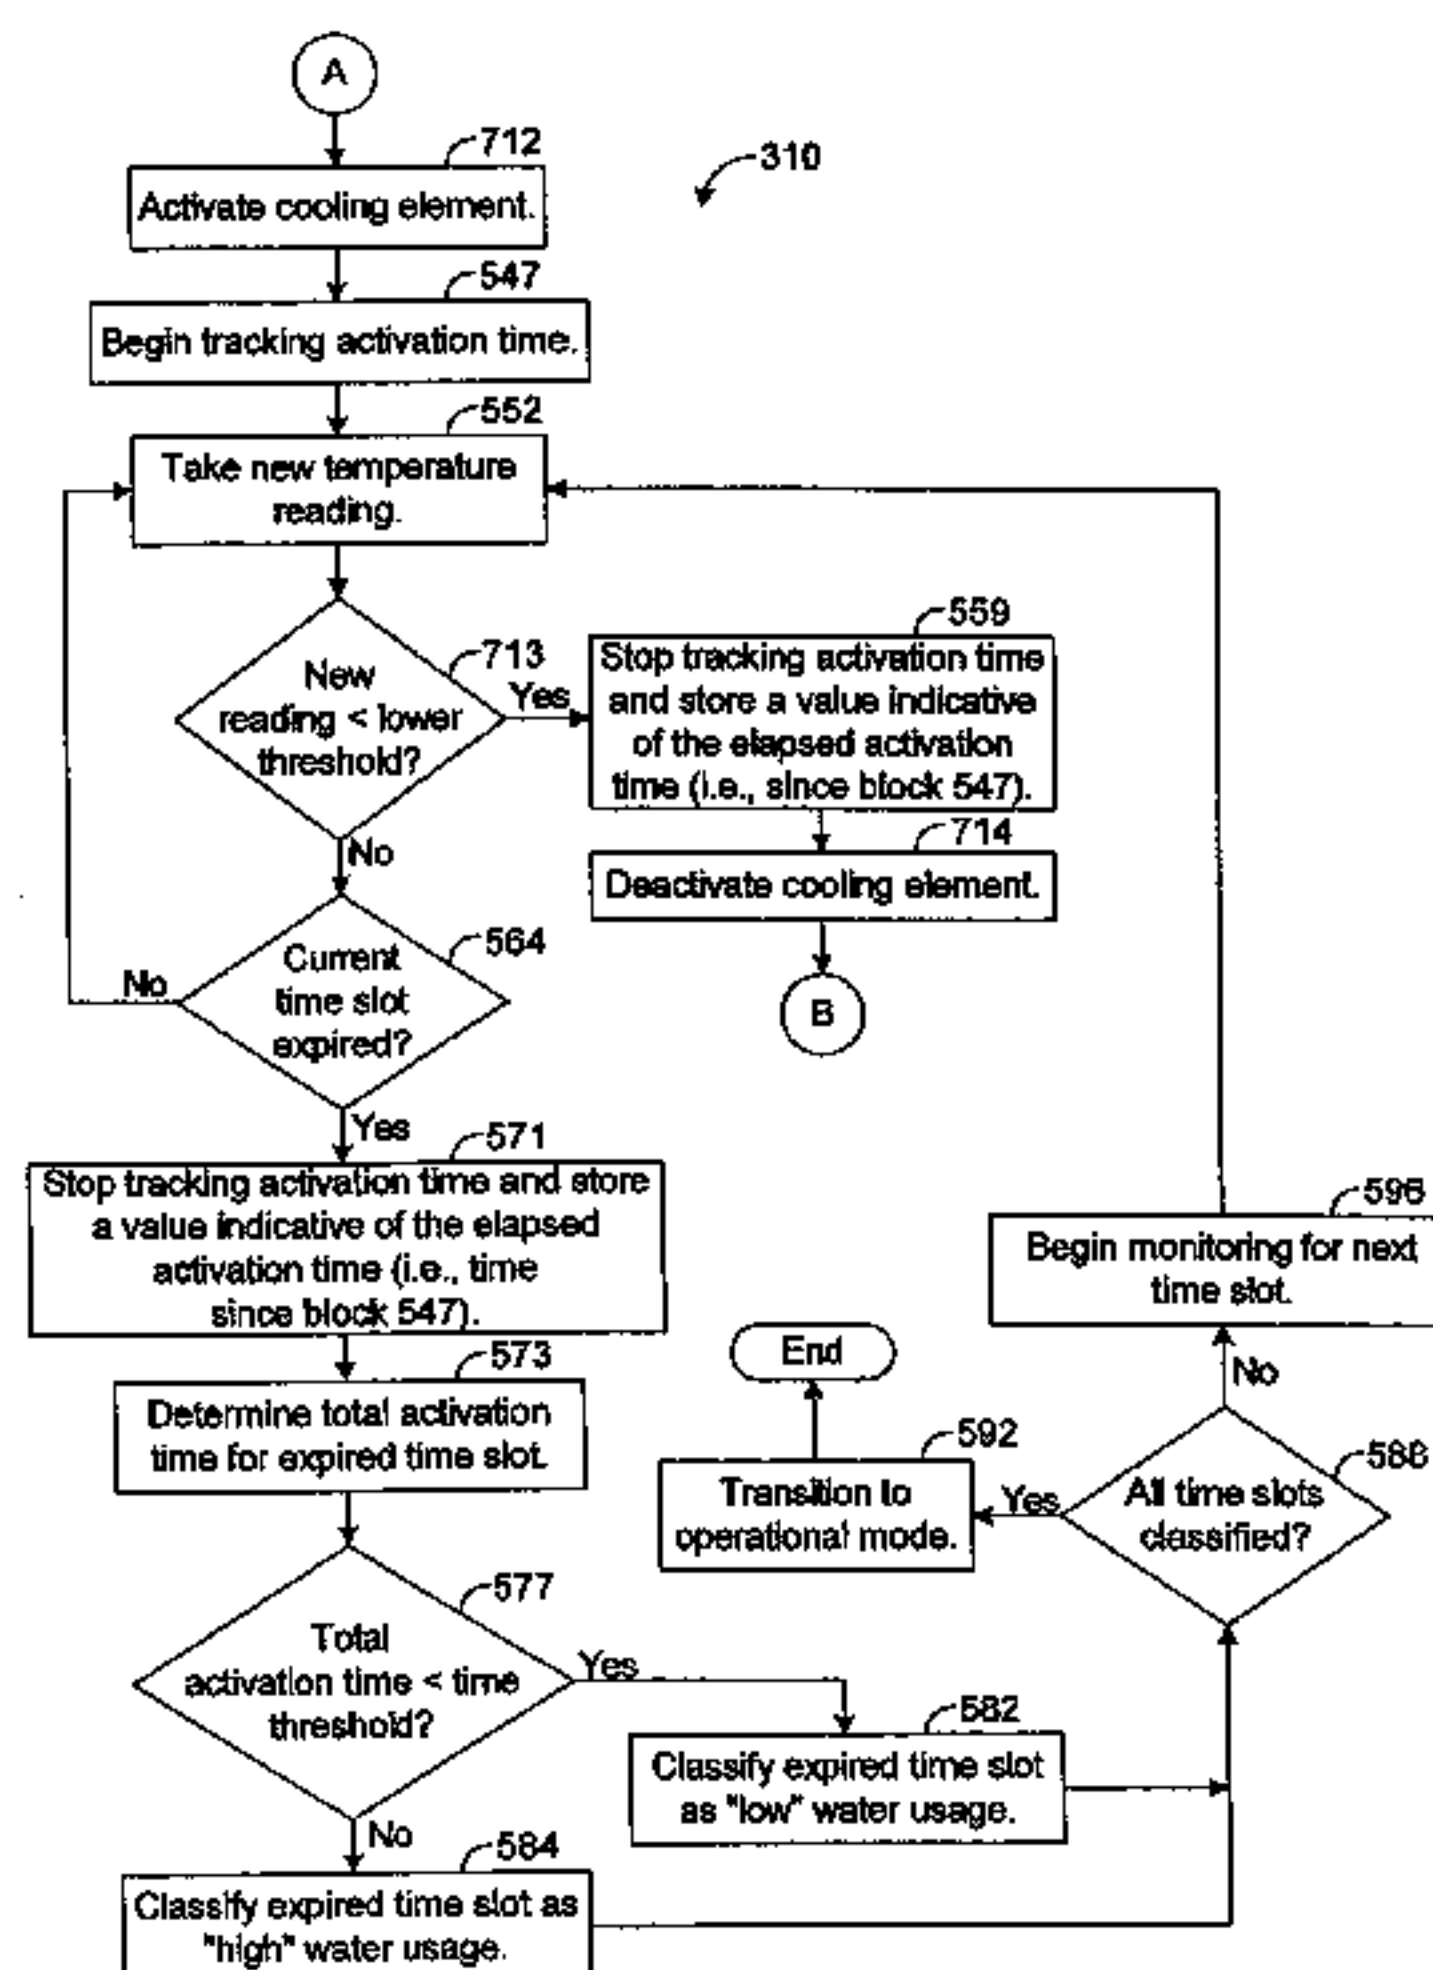 A
712
310
Activate cooling element.
547
Begin tracking activation time.
552
Take new temperature
reading.
713
New
reading < lower
threshold?
Yes
559
Stop tracking activation time
and store a value indicative
of the elapsed activation
time (i.e., since block 547).
No
714
Deactivate cooling element.
B
564
Current
time slot
expired?
No
Yes
571
Stop tracking activation time and store
a value indicative of the elapsed
activation time (i.e., time
since block 547).
596
Begin monitoring for next
time slot.
573
Determine total activation
time for expired time slot.
End
No
592
Transition to
operational mode.
Yes
588
All time slots
classified?
577
Total
activation time < time
threshold?
Yes
582
Classify expired time slot
as "low" water usage.
No
584
Classify expired time slot as
"high" water usage.